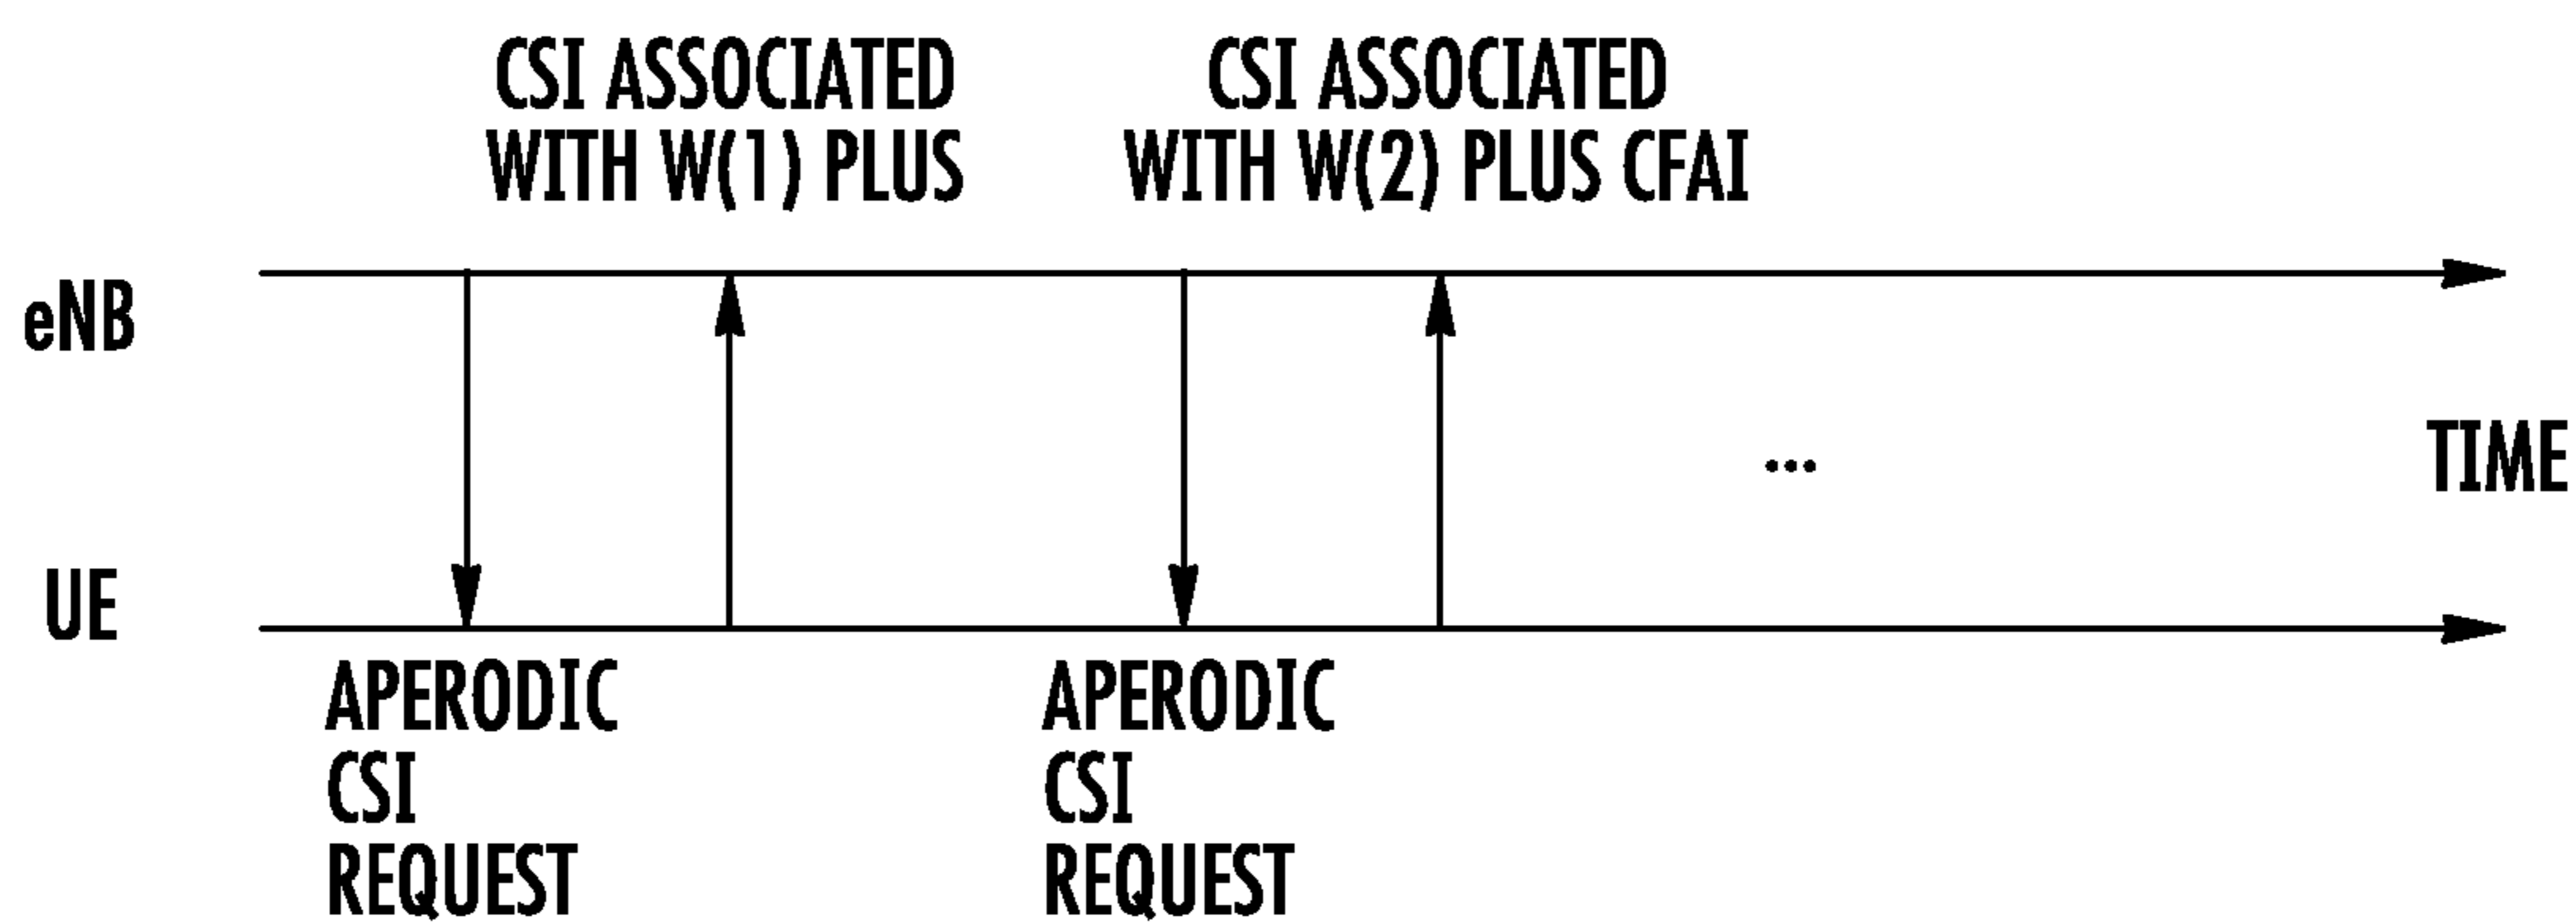 CSI ASSOCIATED
WITH W(1) PLUS
CSI ASSOCIATED
WITH W(2) PLUS CFAI
eNB
...
TIME
UE
APERODIC
CSI
REQUEST
APERODIC
CSI
REQUEST